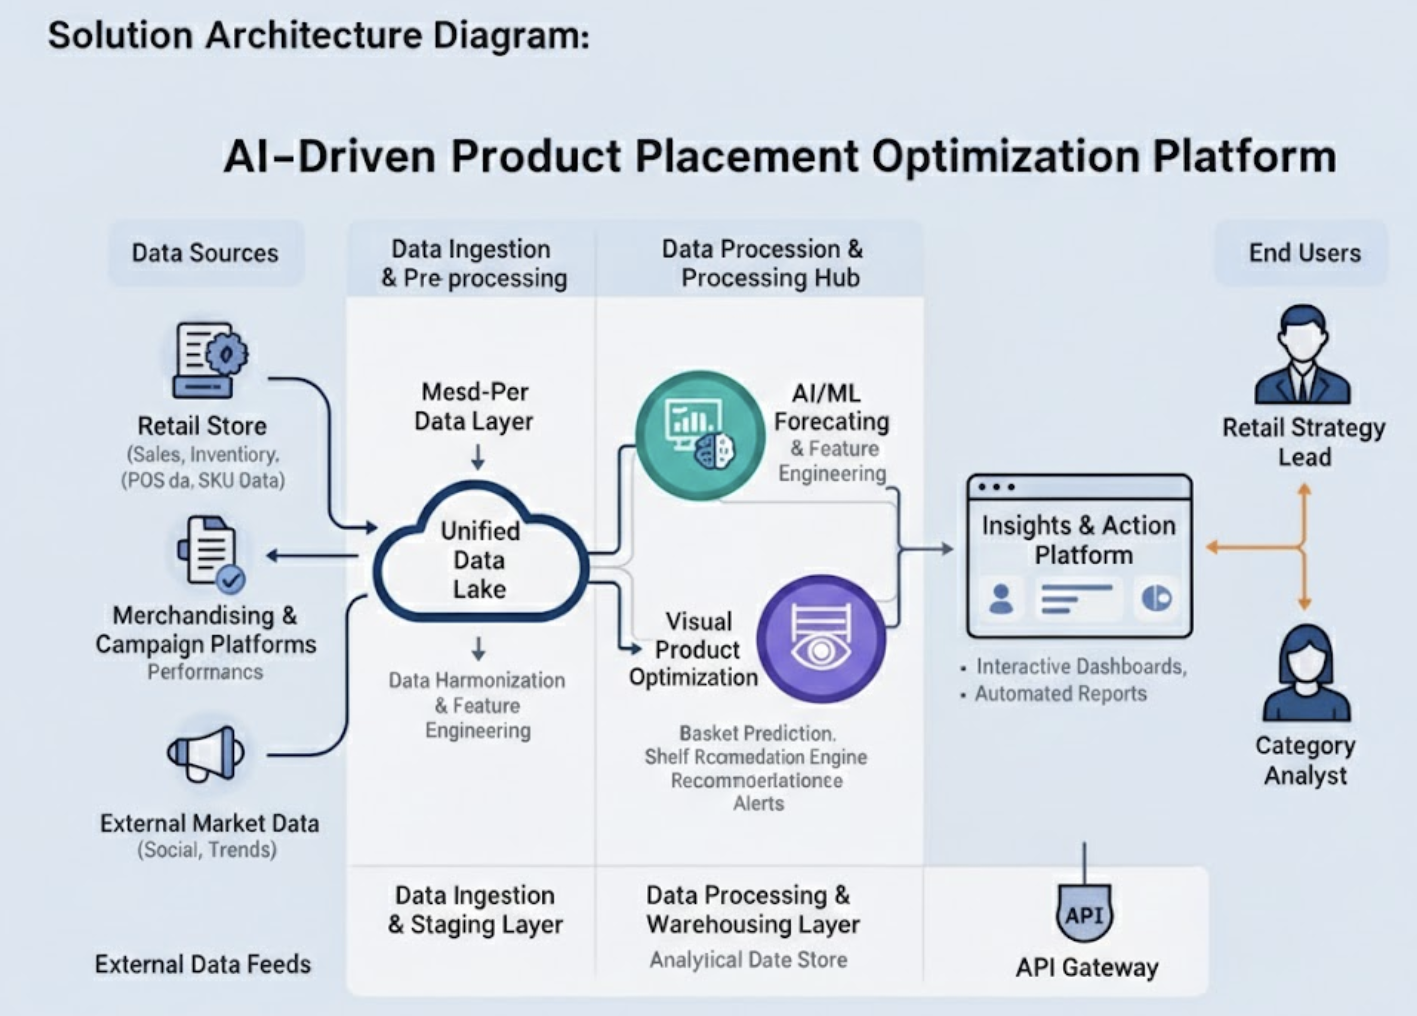 Solution Architecture Diagram:
AI-Driven Product Placement Optimization Platform
Data Sources
Retail Store
(Sales, Inventory.
(POS da, SKU Data)
Merchandising &
Campaign Platforms
Performancs
External Market Data
(Social, Trends)
External Data Feeds
Data Ingestion
& Pre-processing
Mesd-Per
Data Layer
Unified
Data
Lake
Data Harmonization
& Feature
Engineering
Data Ingestion
& Staging Layer
Data Procession &
Processing Hub
AI/ML
Forecating
& Feature
Engineering
Visual
Product
Optimization
Basket Prediction.
Shelf Rcomedation Engine
Recommoerlationce
Alerts
Data Processing &
Warehousing Layer
Analytical Date Store
Insights & Action
Platform
• Interactive Dashboards,
• Automated Reports
API
API Gateway
End Users
Retail Strategy
Lead
Category
Analyst